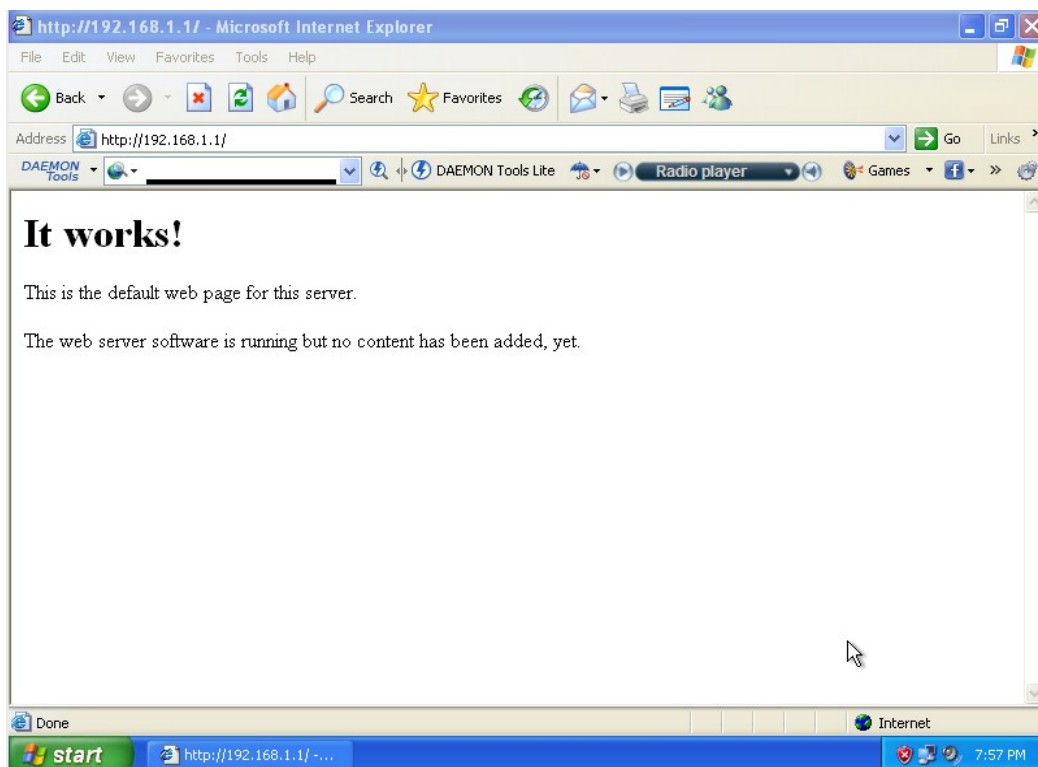 http://192.168.1.1/ - Microsoft Internet Explorer
File Edit View Favorites Tools Help
Back Search Favorites
Address http://192.168.1.1/ Go Links
DAEMON Tools DAEMON Tools Lite Radio player Games
It works!
This is the default web page for this server.
The web server software is running but no content has been added, yet.
Done Internet
start http://192.168.1.1/ -... 7:57 PM